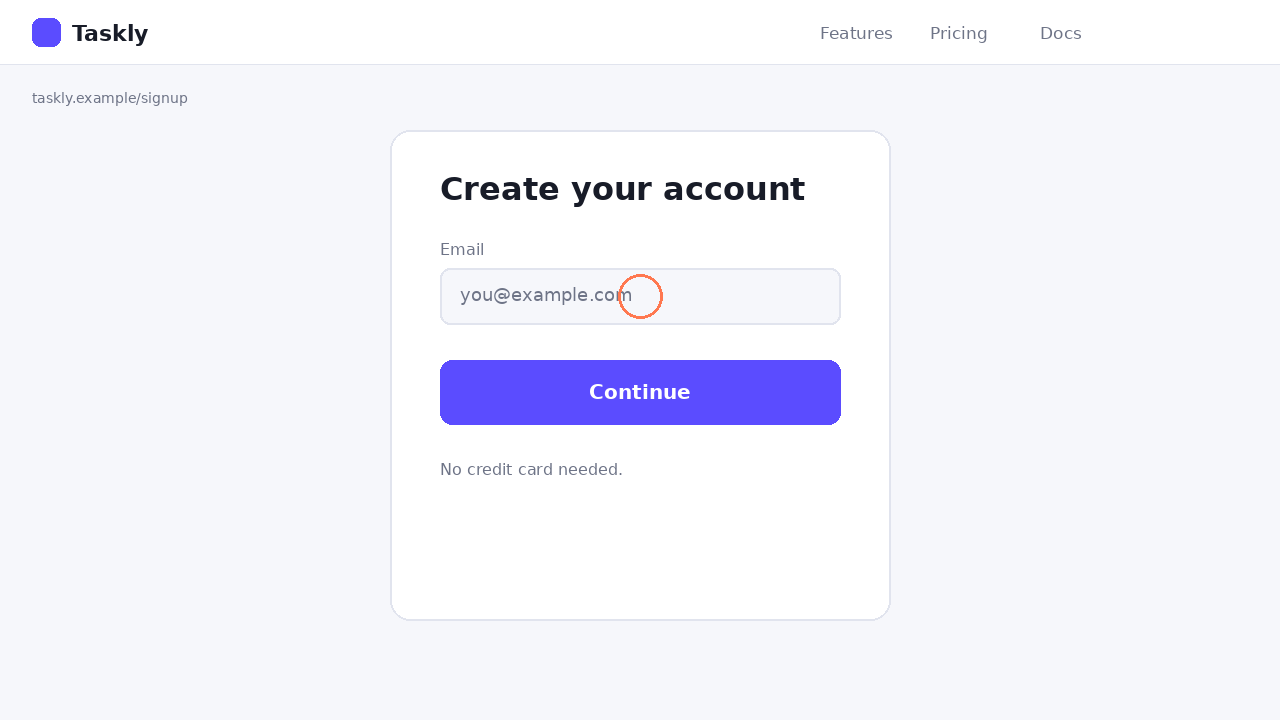 Taskly Features Pricing Docs
taskly.example/signup
Create your account
Email
you@example.com
Continue
No credit card needed.